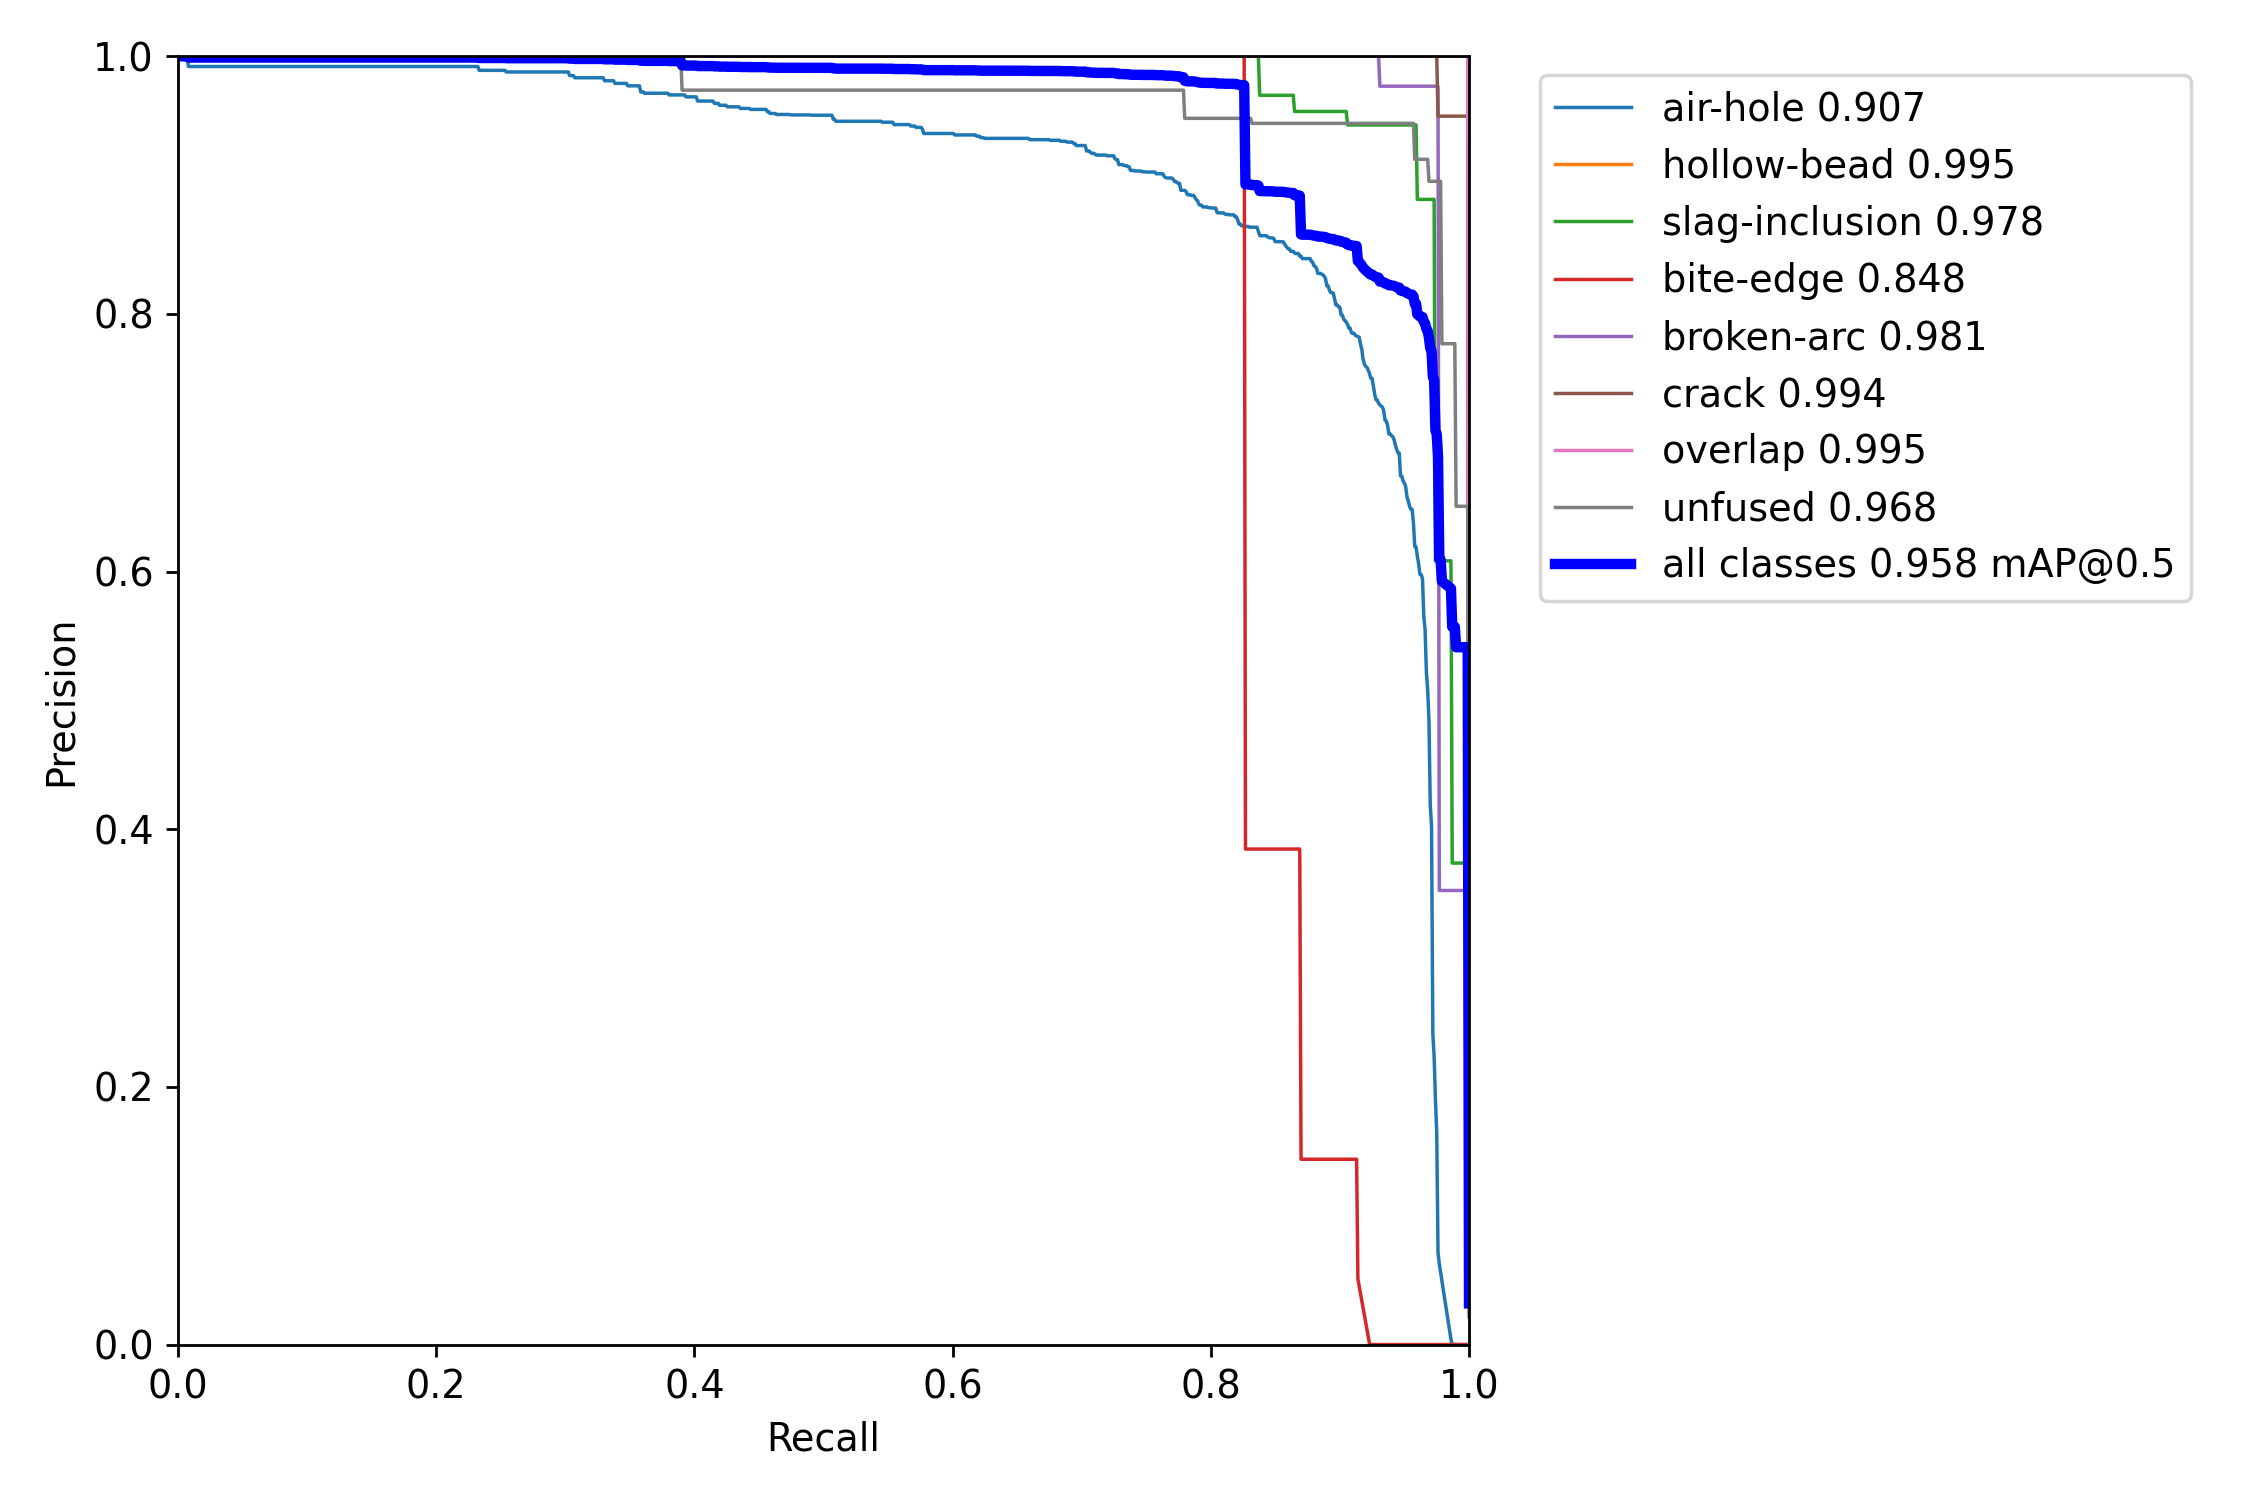 1.0
0.8
0.6
0.4
0.2
0.0
0.0 0.2 0.4 0.6 0.8 1.0
Precision
Recall
air-hole 0.907
hollow-bead 0.995
slag-inclusion 0.978
bite-edge 0.848
broken-arc 0.981
crack 0.994
overlap 0.995
unfused 0.968
all classes 0.958 mAP@0.5